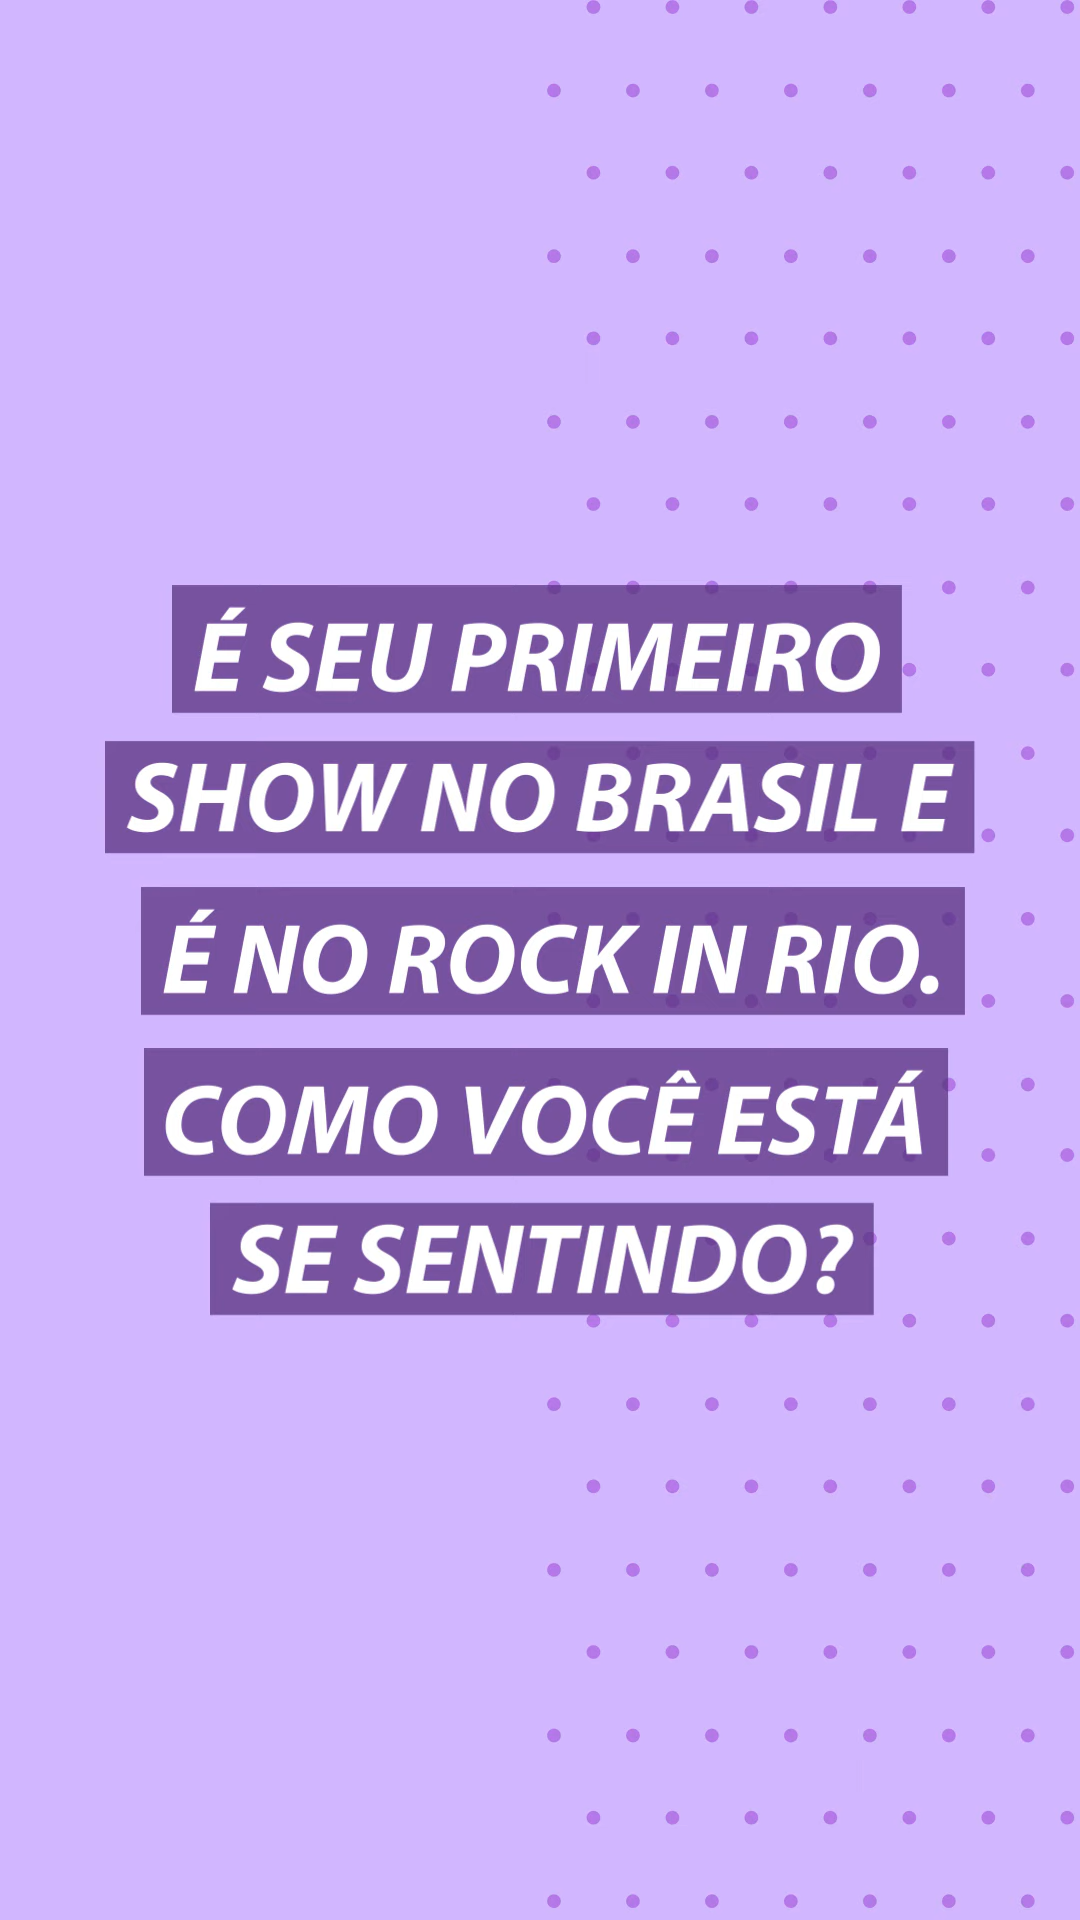 É SEU PRIMEIRO
SHOW NO BRASIL E
É NO ROCK IN RIO.
COMO VOCÊ ESTÁ
SE SENTINDO?